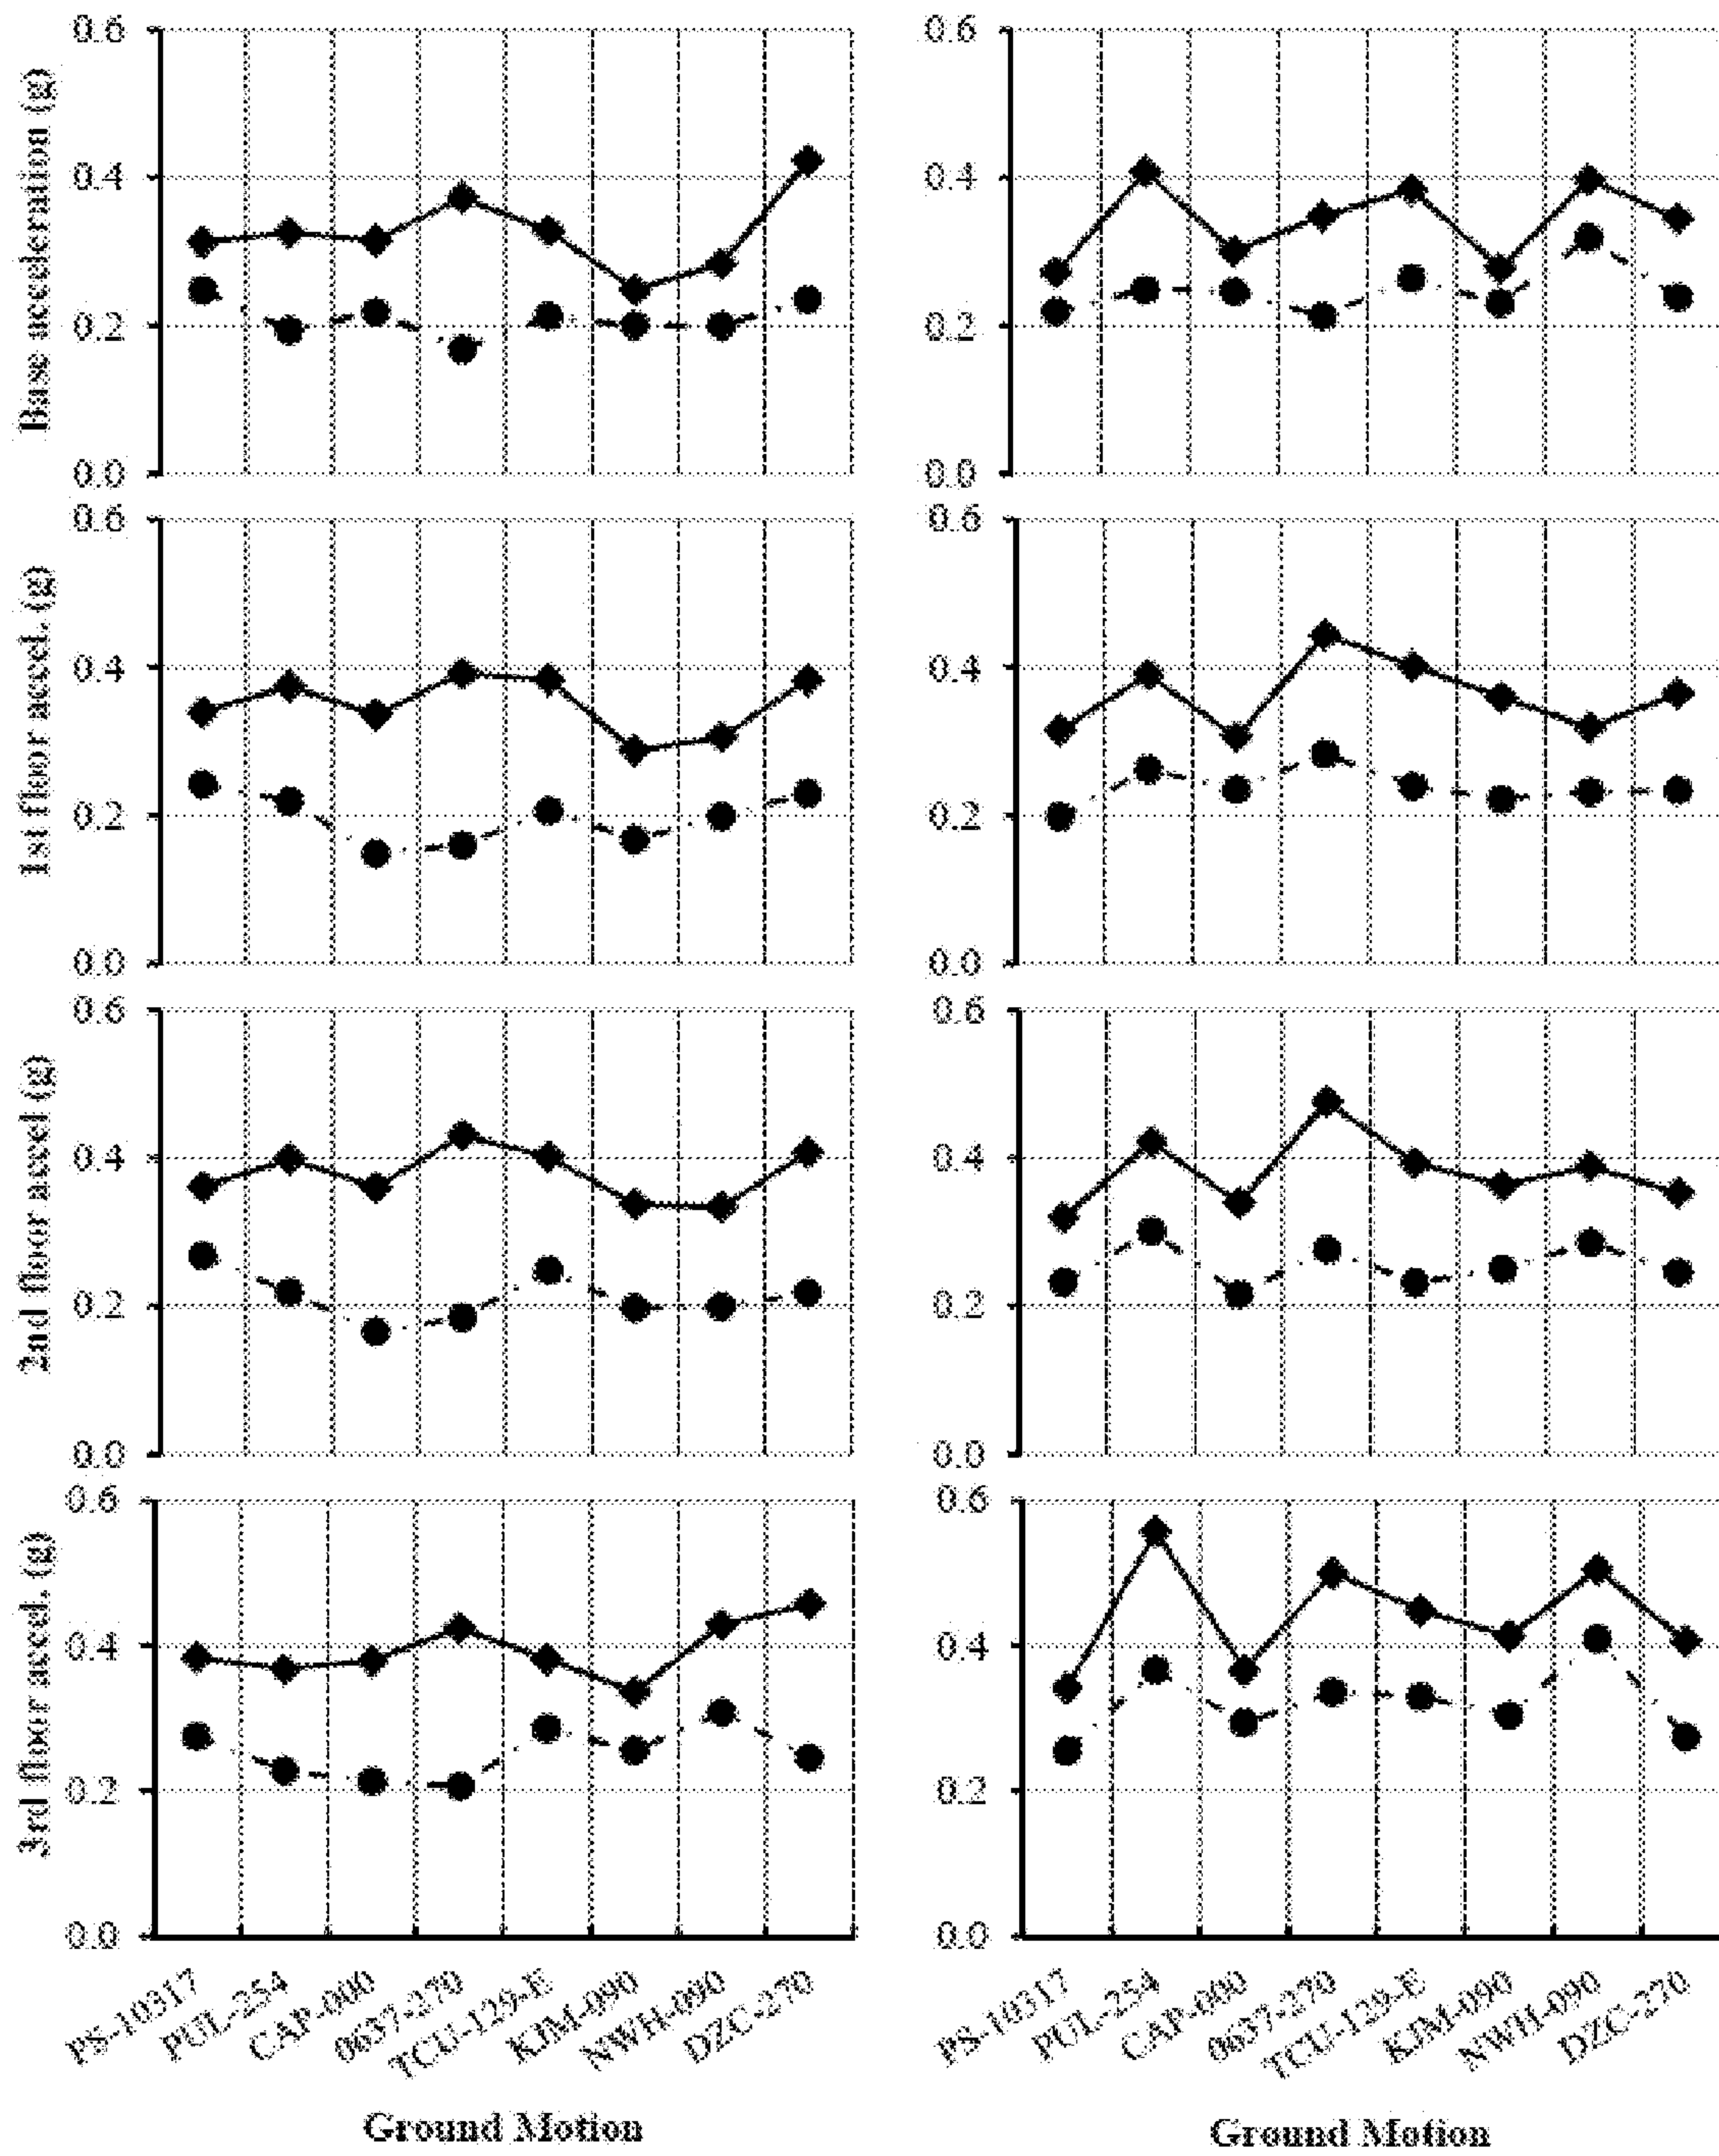 Base acceleration (g)
0.6
0.4
0.2
0.0
0.6
0.4
0.2
0.0
1st floor accel. (g)
0.6
0.4
0.2
0.0
0.6
0.4
0.2
0.0
2nd floor accel (g)
0.6
0.4
0.2
0.0
0.6
0.4
0.2
0.0
3rd floor accel. (g)
0.6
0.4
0.2
0.0
0.6
0.4
0.2
0.0
PS-10317
PUL-254
CAP-000
0637-270
TCU-129-E
KJM-090
NWH-090
DZC-270
Ground Motion
PS-10317
PUL-254
CAP-000
0637-270
TCU-129-E
KJM-090
NWH-090
DZC-270
Ground Motion